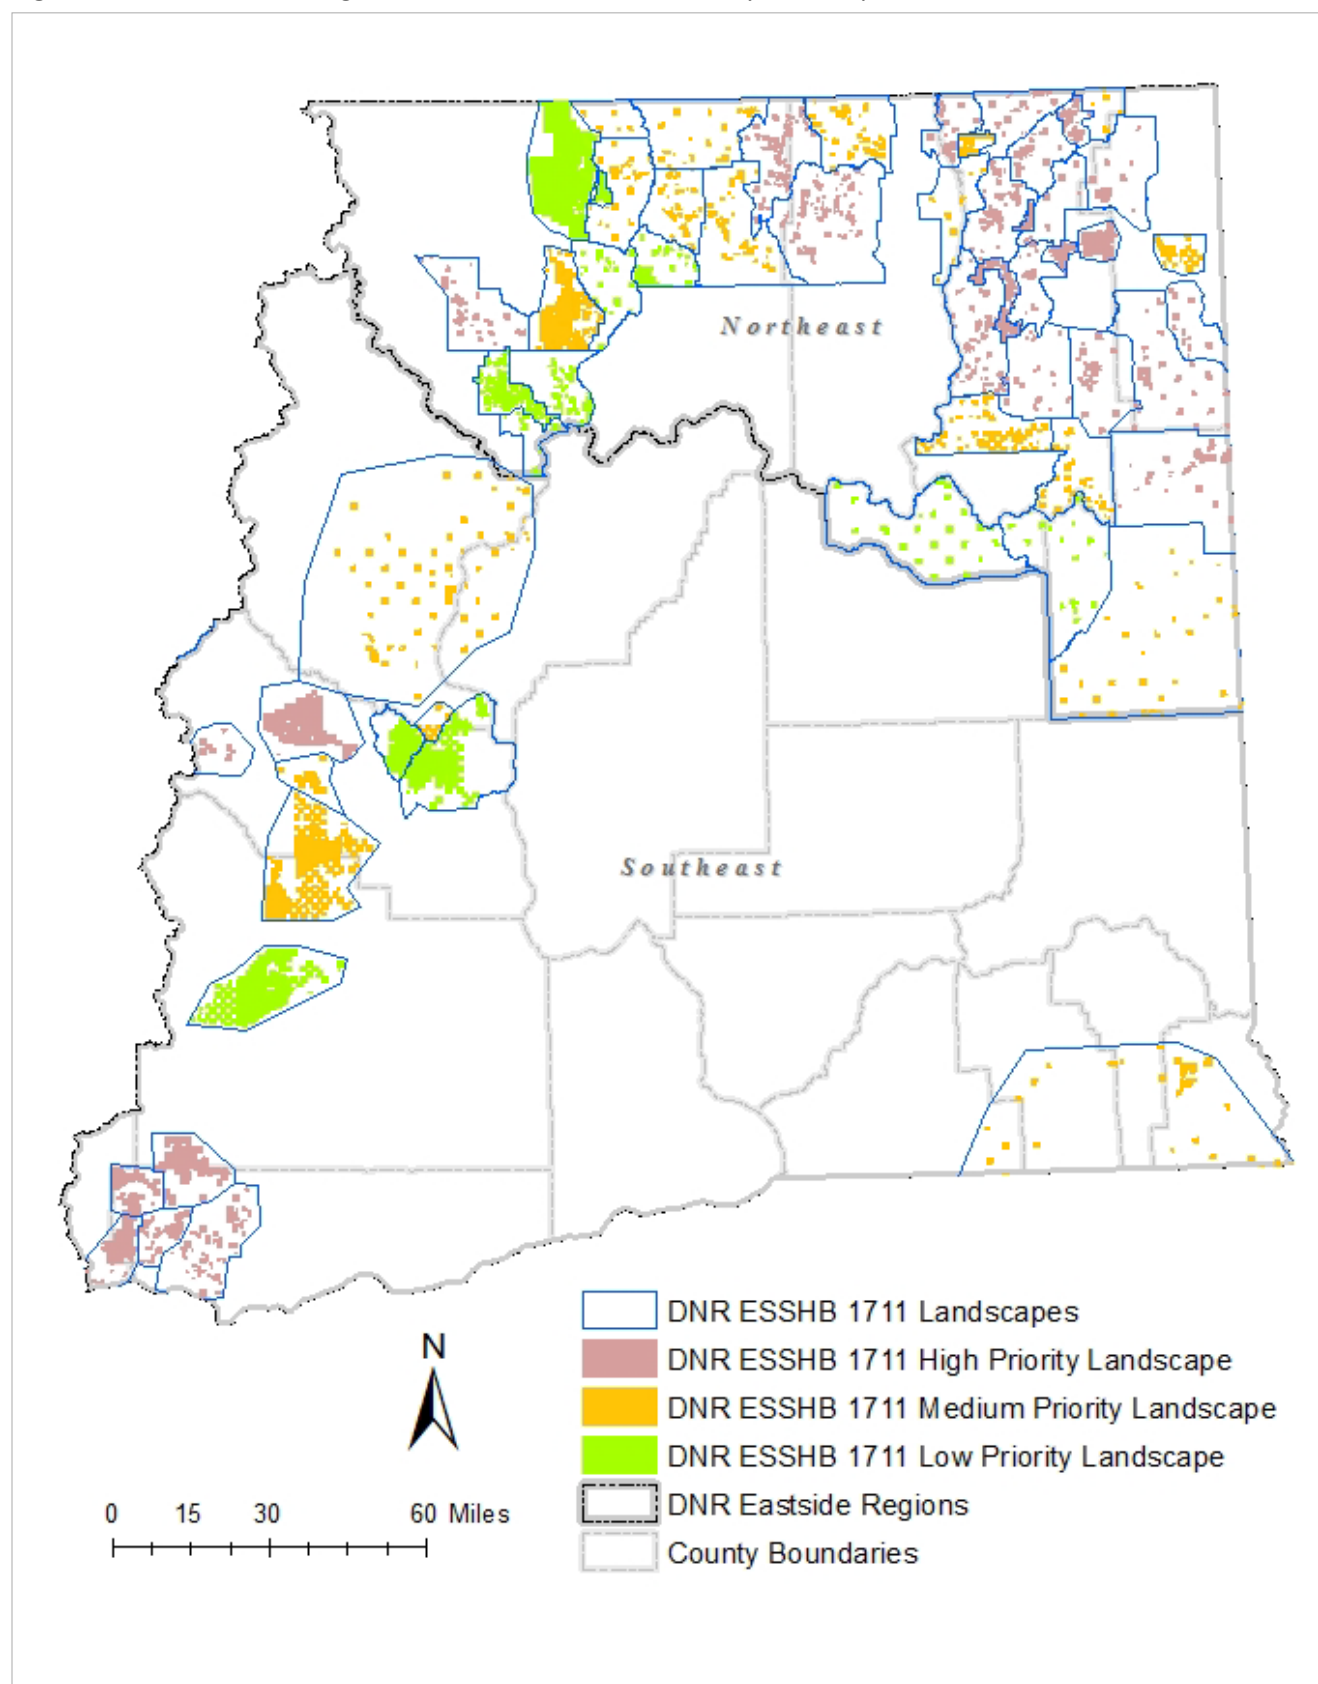 Northeast
Southeast
DNR ESSHB 1711 Landscapes
DNR ESSHB 1711 High Priority Landscape
DNR ESSHB 1711 Medium Priority Landscape
DNR ESSHB 1711 Low Priority Landscape
DNR Eastside Regions
County Boundaries
N
0 15 30 60 Miles